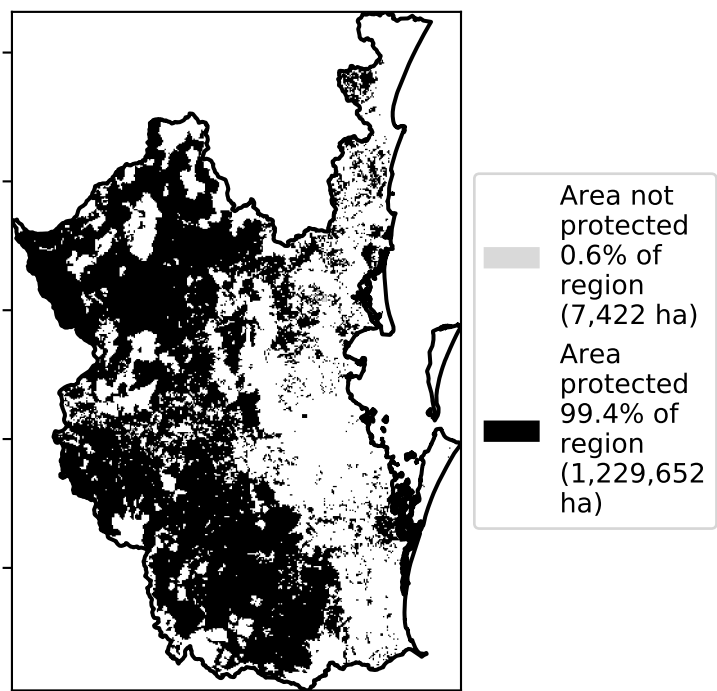 Area not
protected
0.6% of
region
(7,422 ha)
Area
protected
99.4% of
region
(1,229,652
ha)